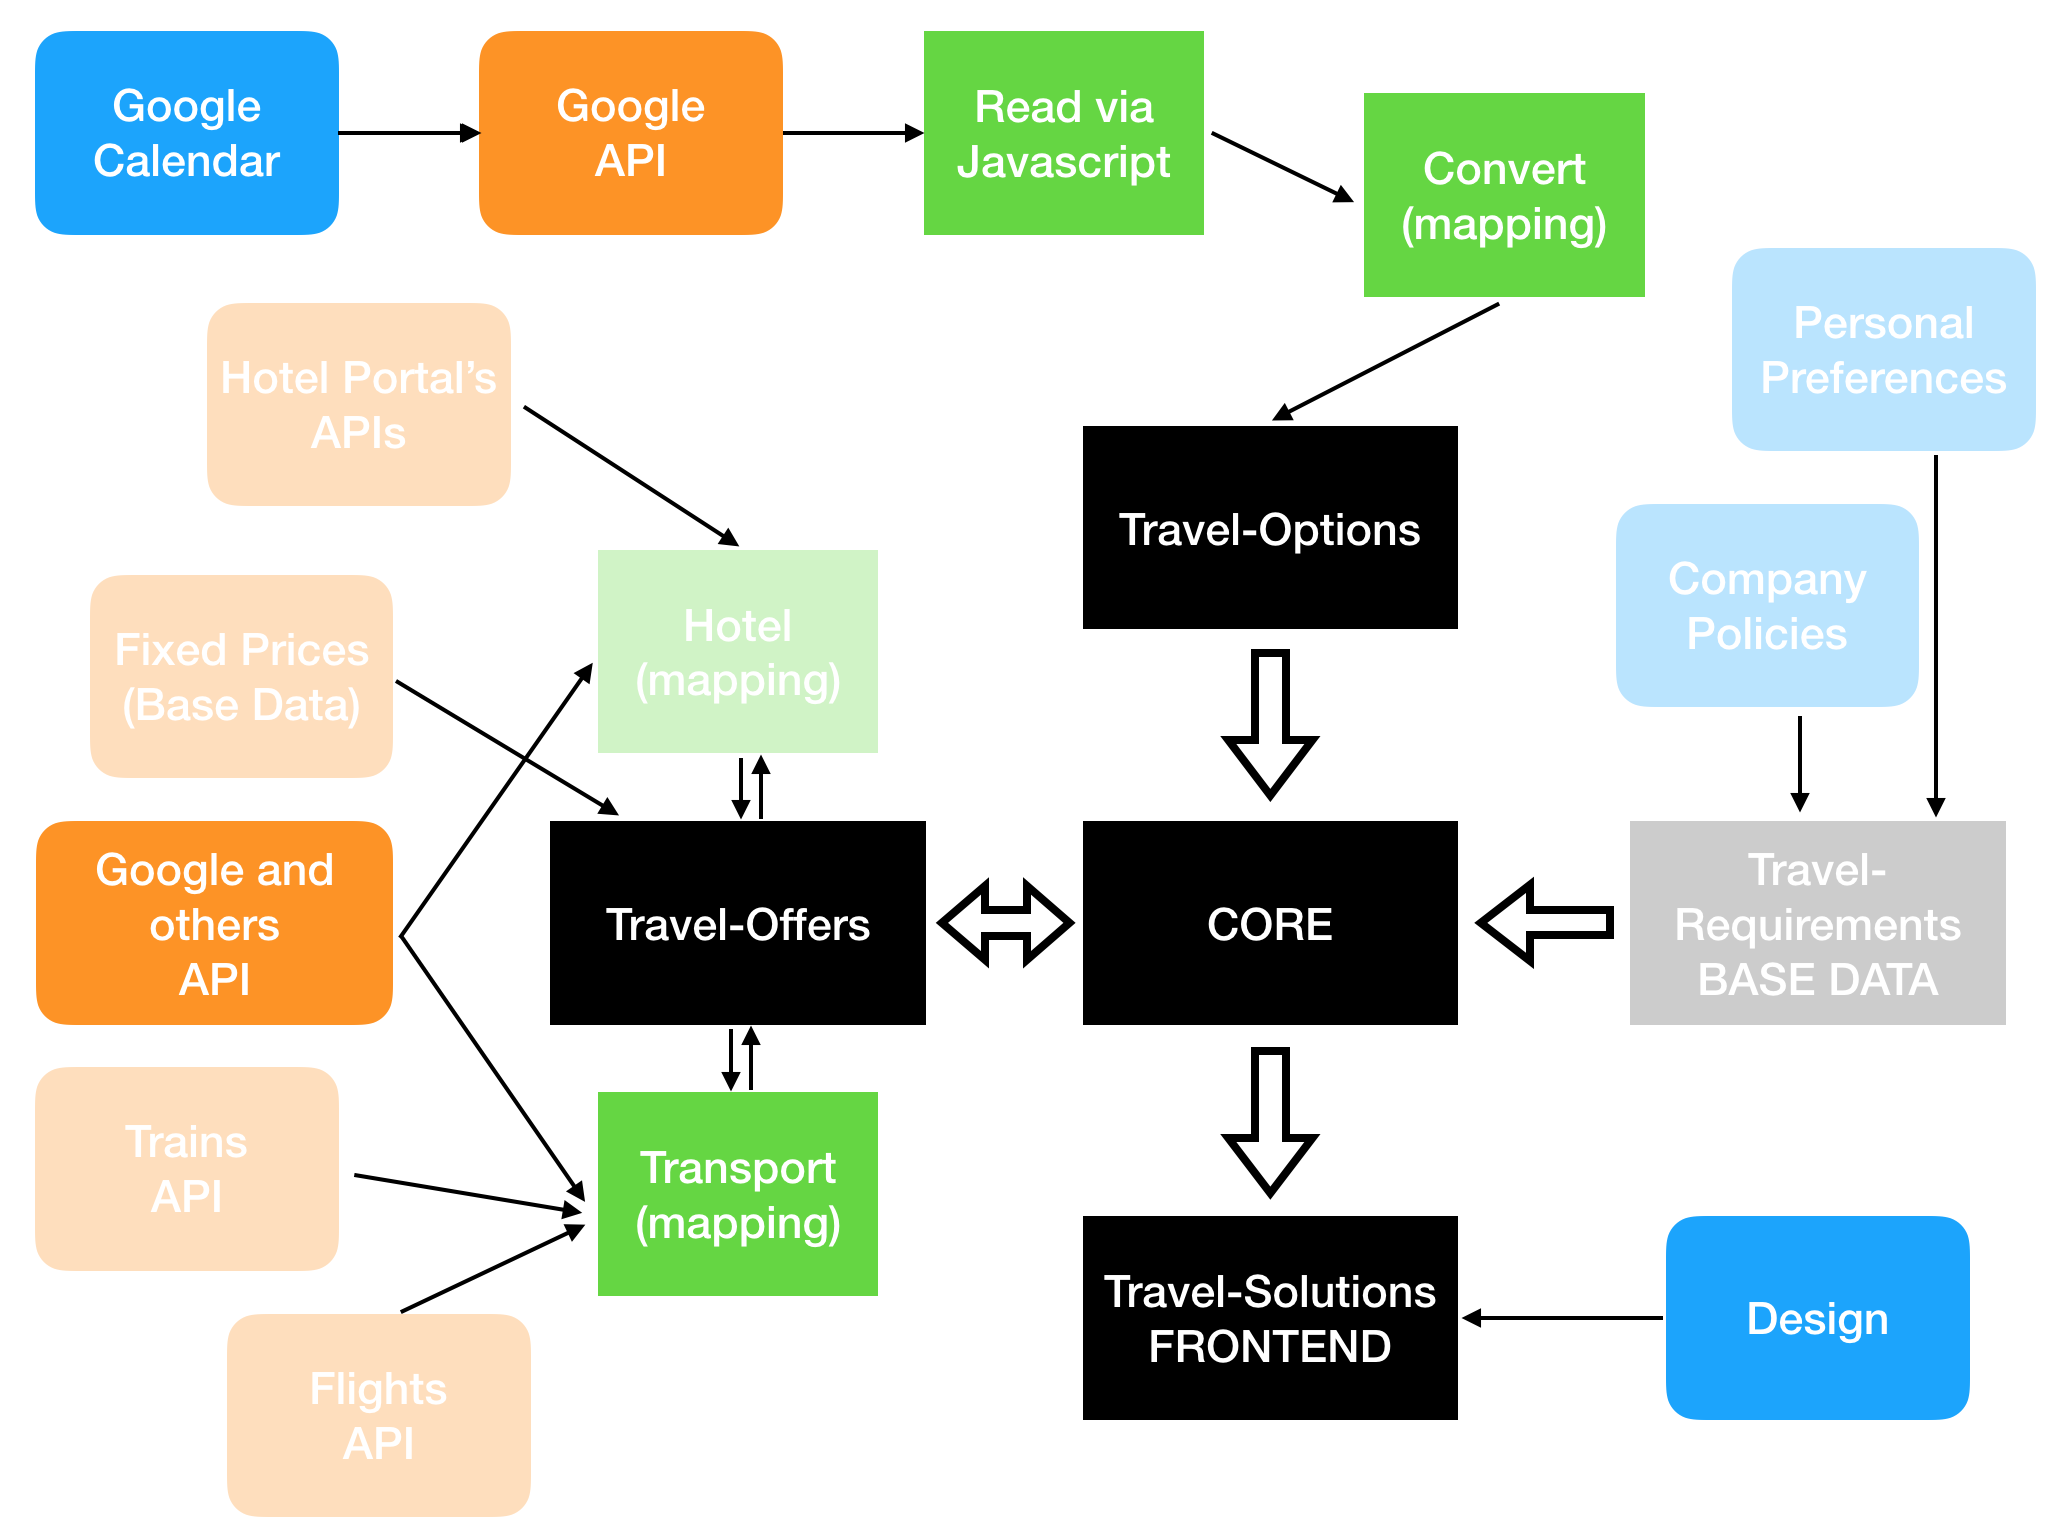 Google
Calendar
Google
API
Read via
Javascript
Convert
(mapping)
Personal
Preferences
Hotel Portal's
APIs
Travel-Options
Company
Policies
Hotel
(mapping)
Fixed Prices
(Base Data)
Google and
others
API
Travel-Offers
CORE
Travel-
Requirements
BASE DATA
Trains
API
Transport
(mapping)
Travel-Solutions
FRONTEND
Design
Flights
API